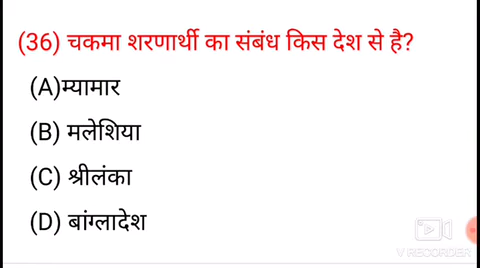 (36) चकमा शरणार्थी का संबंध किस देश से है?
(A)म्यामार
(B) मलेशिया
(C) श्रीलंका
(D) बांग्लादेश
V RECORDER